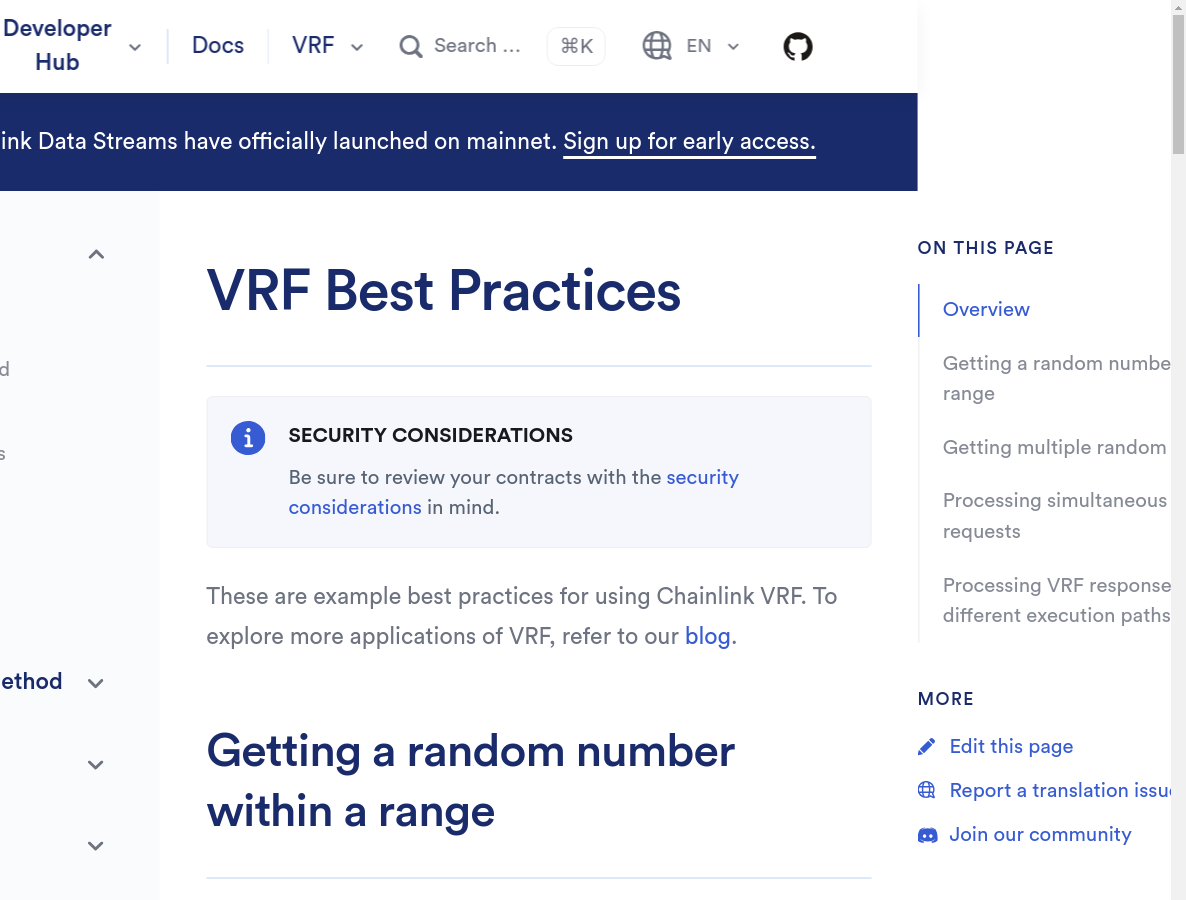 Developer
Hub
Docs
VRF
Search ...
⌘K
EN
ink Data Streams have officially launched on mainnet. Sign up for early access.
d
s
ethod
VRF Best Practices
SECURITY CONSIDERATIONS
Be sure to review your contracts with the security
considerations in mind.
These are example best practices for using Chainlink VRF. To
explore more applications of VRF, refer to our blog.
Getting a random number
within a range
ON THIS PAGE
Overview
Getting a random numbe
range
Getting multiple random
Processing simultaneous
requests
Processing VRF response
different execution paths
MORE
Edit this page
Report a translation issu
Join our community